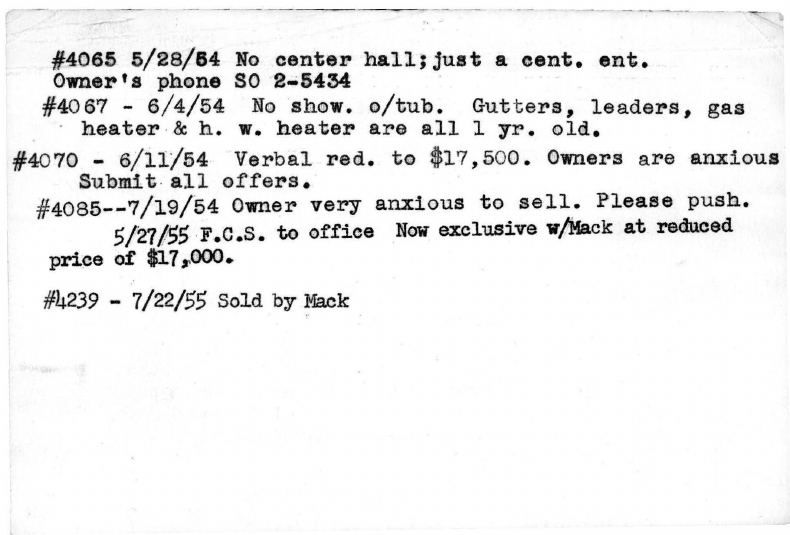 #4065 5/28/54 No center hall;just a cent. ent.
Owner's phone SO 2-5434
#4067 - 6/4/54 No show. o/tub. Gutters, leaders, gas
heater & h. w. heater are all 1 yr. old.
#4070 - 6/11/54 Verbal red. to $17,500. Owners are anxious
Submit all offers.
#4085--7/19/54 Owner very anxious to sell. Please push.
5/27/55 F.C.S. to office Now exclusive w/Mack at reduced
price of $17,000.
#4239 - 7/22/55 Sold by Mack